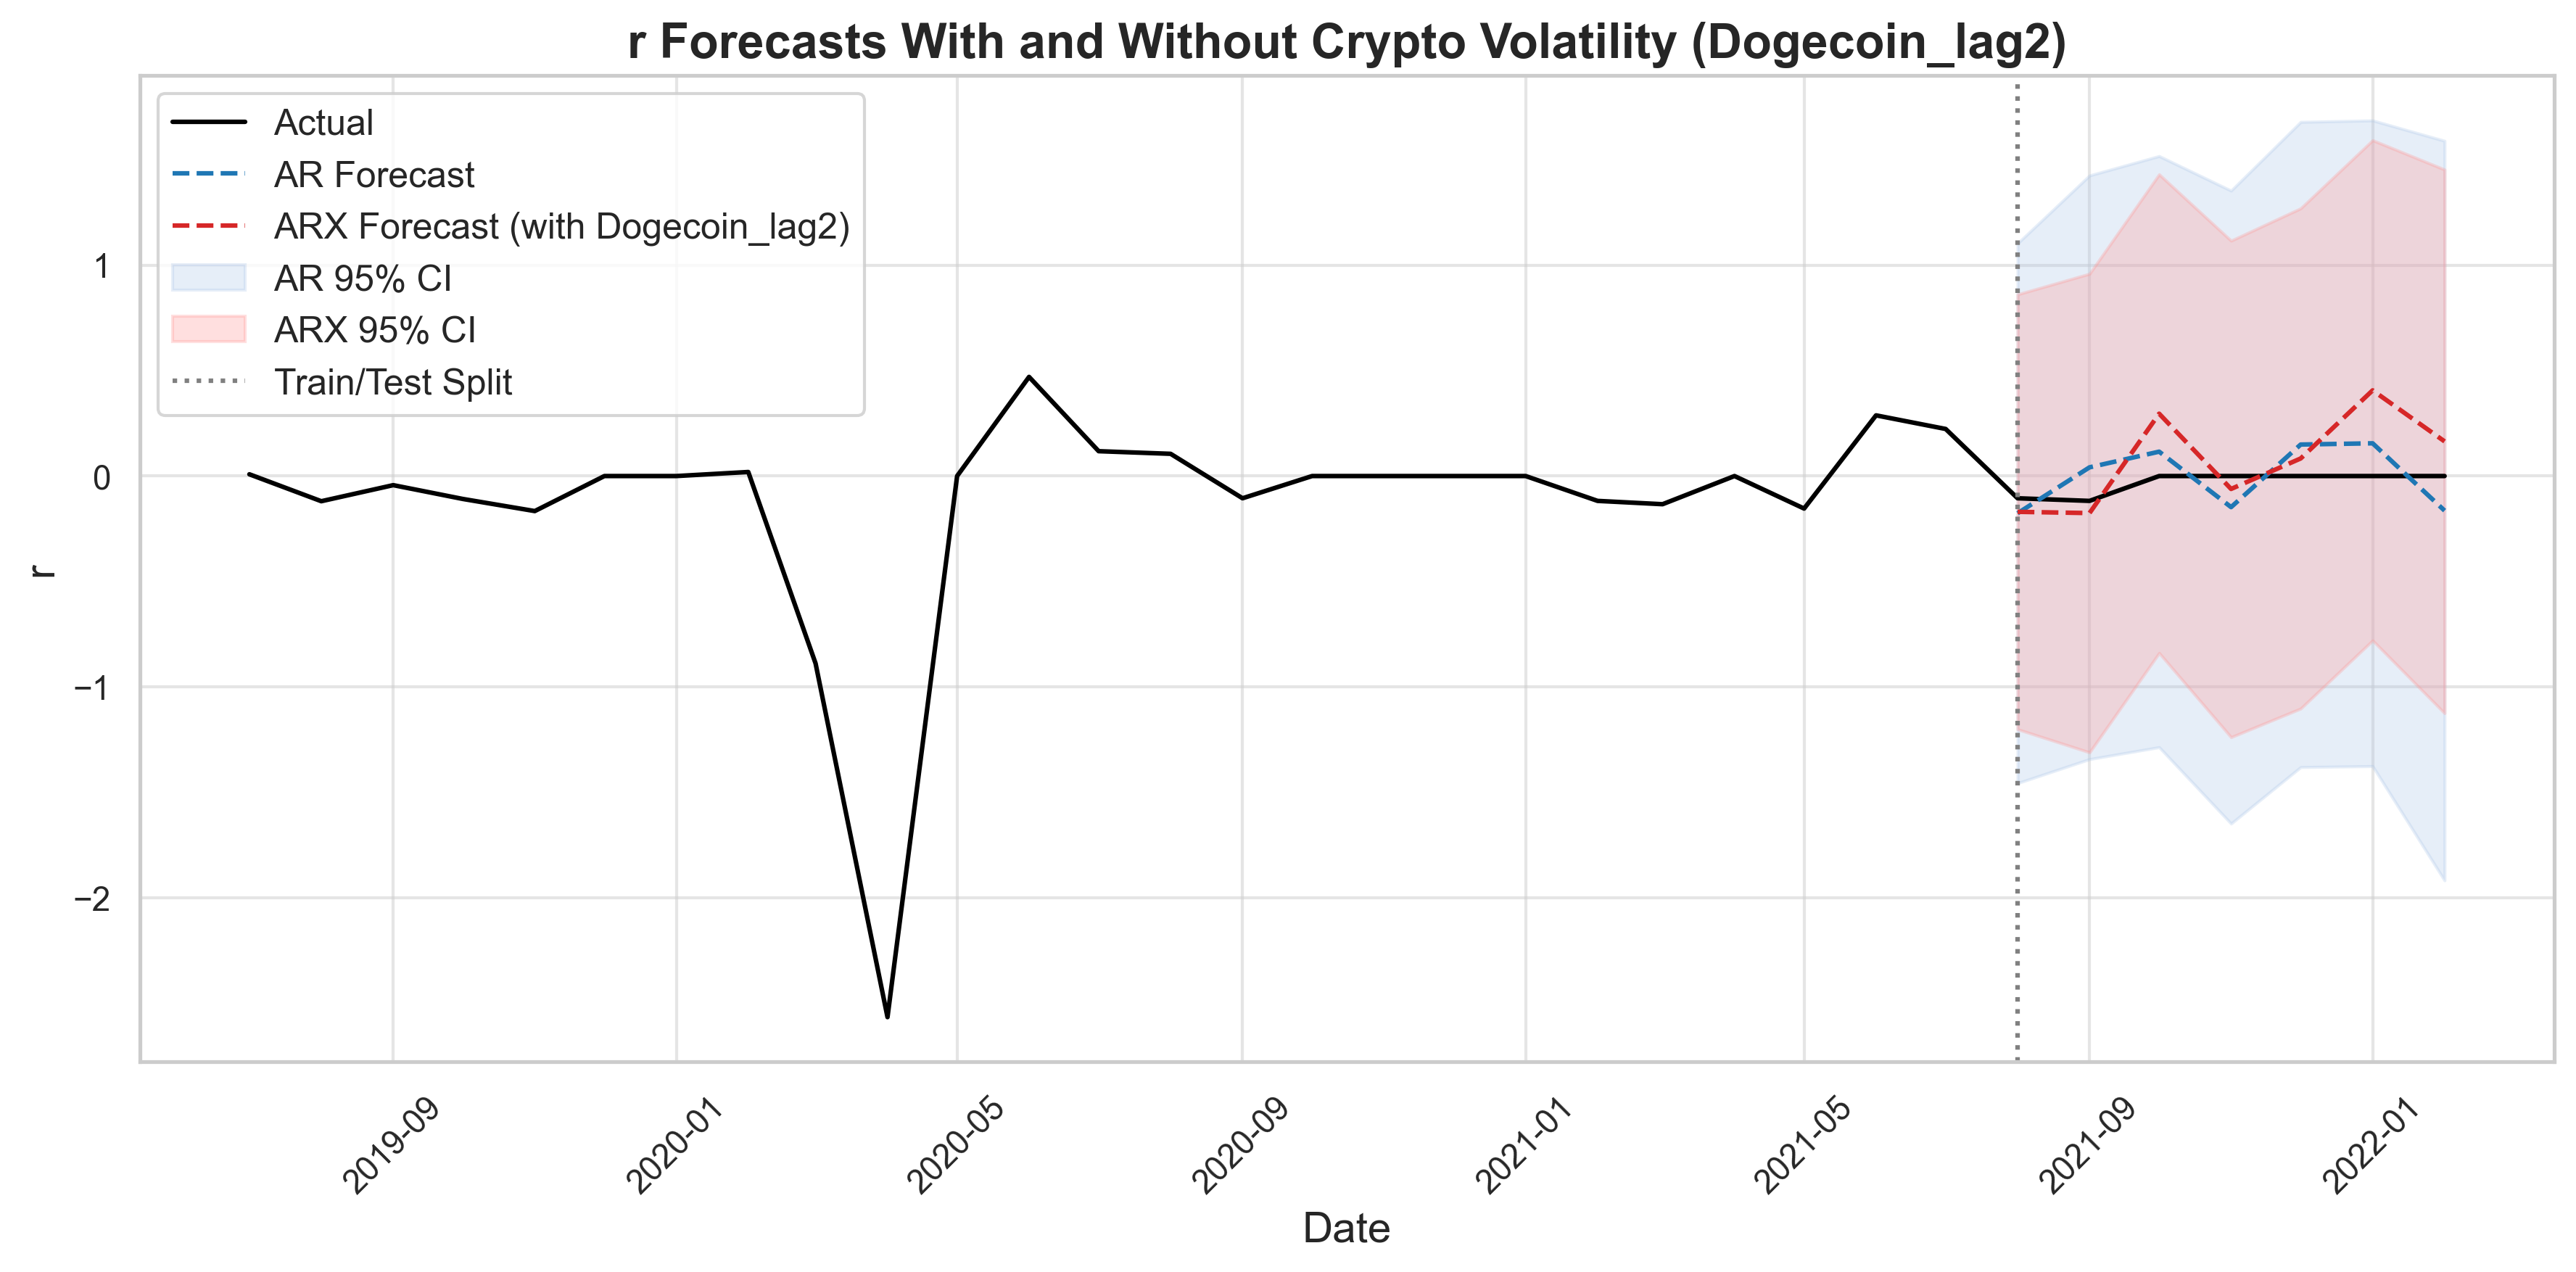 r Forecasts With and Without Crypto Volatility (Dogecoin_lag2)
Actual
AR Forecast
ARX Forecast (with Dogecoin_lag2)
AR 95% CI
ARX 95% CI
Train/Test Split
1
0
−1
−2
r
2019-09
2020-01
2020-05
2020-09
2021-01
2021-05
2021-09
2022-01
Date